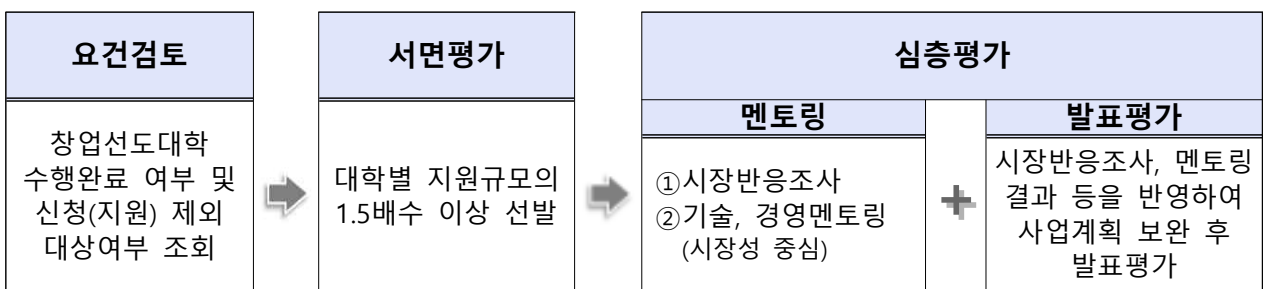 요건검토
창업선도대학
수행완료 여부 및
신청(지원) 제외
대상여부 조회
서면평가
대학별 지원규모의
1.5배수 이상 선발
심층평가
멘토링
①시장반응조사
②기술, 경영멘토링
(시장성 중심)
발표평가
시장반응조사, 멘토링
결과 등을 반영하여
사업계획 보완 후
발표평가